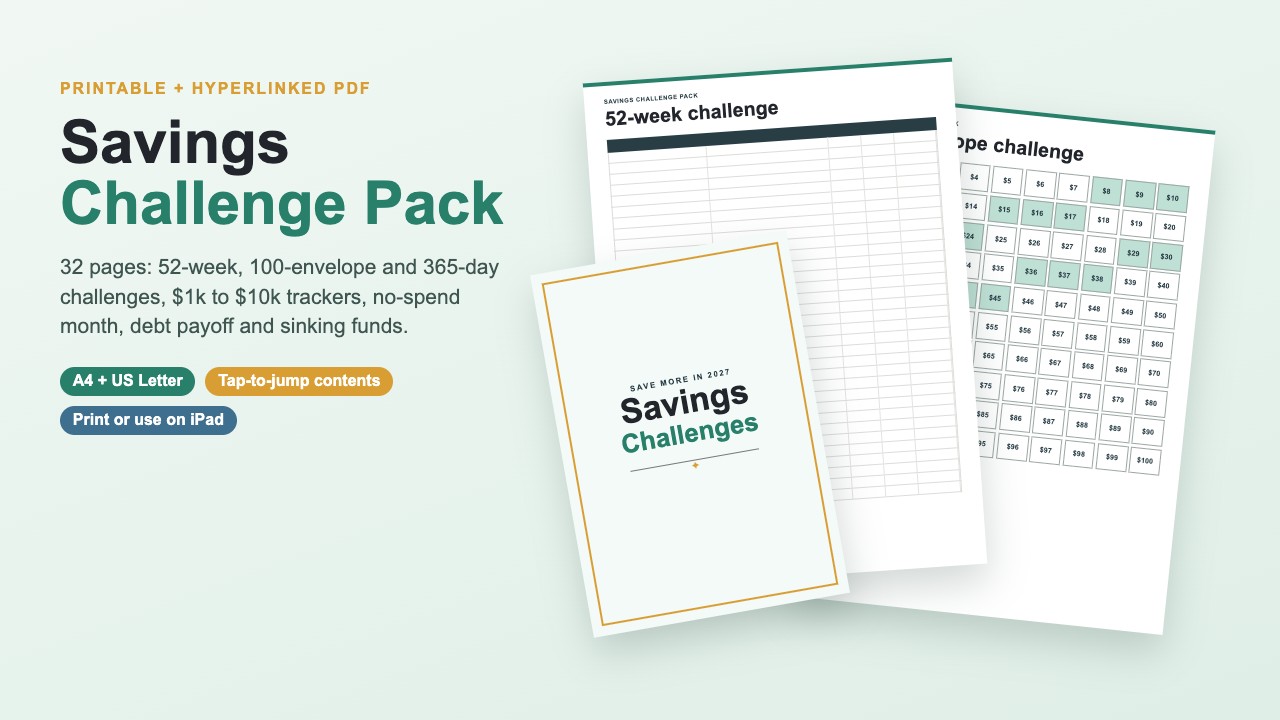 PRINTABLE + HYPERLINKED PDF
Savings
Challenge Pack
32 pages: 52-week, 100-envelope and 365-day
challenges, $1k to $10k trackers, no-spend
month, debt payoff and sinking funds.
A4 + US Letter
Tap-to-jump contents
Print or use on iPad
SAVINGS CHALLENGE PACK
52-week challenge
SAVE MORE IN 2027
Savings
Challenges
challenge
$4 $5 $6 $7 $8 $9 $10
$14 $15 $16 $17 $18 $19 $20
$24 $25 $26 $27 $28 $29 $30
$35 $36 $37 $38 $39 $40
$45 $46 $47 $48 $49 $50
$55 $56 $57 $58 $59 $60
$65 $66 $67 $68 $69 $70
$75 $76 $77 $78 $79 $80
$85 $86 $87 $88 $89 $90
$96 $97 $98 $99 $100